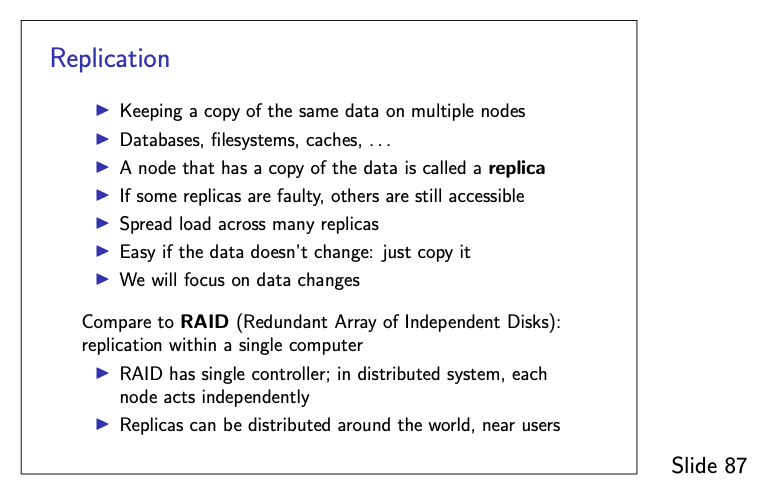 Replication
▶ Keeping a copy of the same data on multiple nodes
▶ Databases, filesystems, caches, . . .
▶ A node that has a copy of the data is called a replica
▶ If some replicas are faulty, others are still accessible
▶ Spread load across many replicas
▶ Easy if the data doesn't change: just copy it
▶ We will focus on data changes
Compare to RAID (Redundant Array of Independent Disks):
replication within a single computer
▶ RAID has single controller; in distributed system, each
node acts independently
▶ Replicas can be distributed around the world, near users
Slide 87